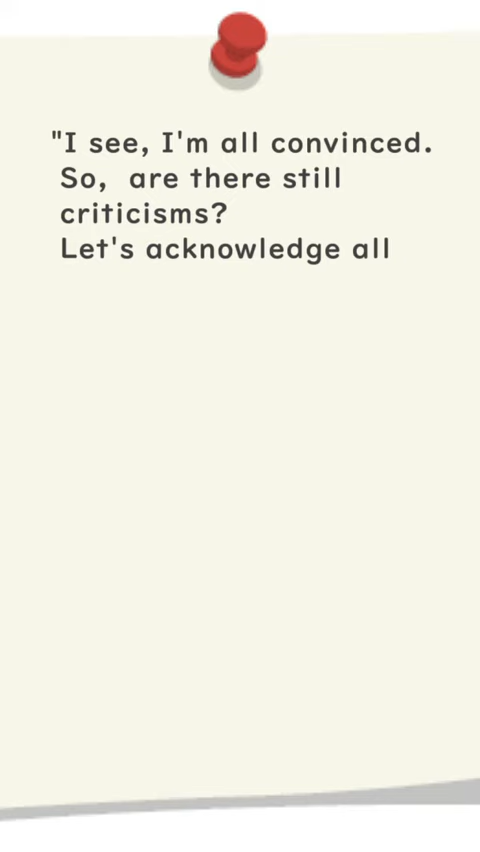 "I see, I'm all convinced.
So,  are there still
criticisms?
Let's acknowledge all